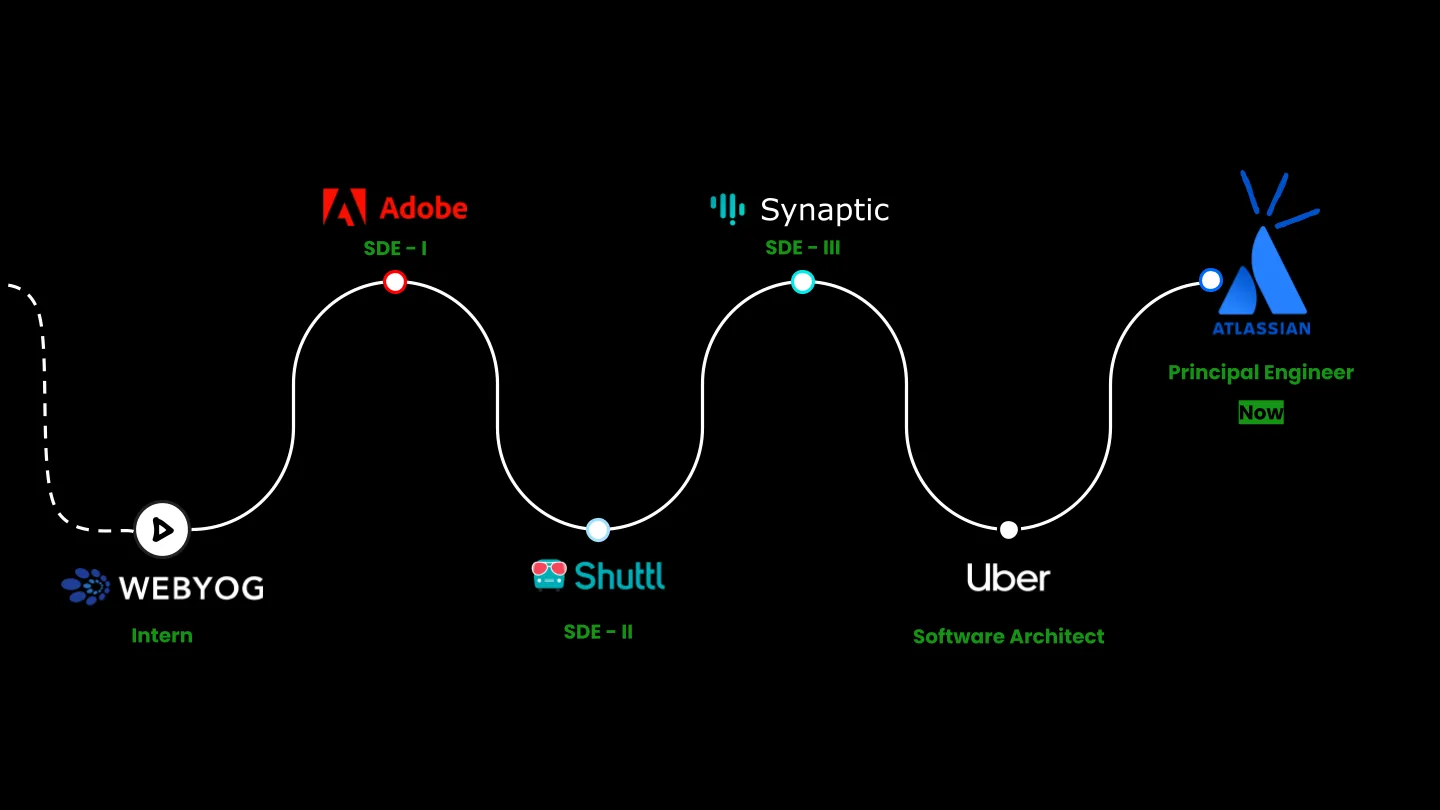 Adobe
SDE - I
Synaptic
SDE - III
ATLASSIAN
Principal Engineer
Now
WEBYOG
Intern
Shuttl
SDE - II
Uber
Software Architect